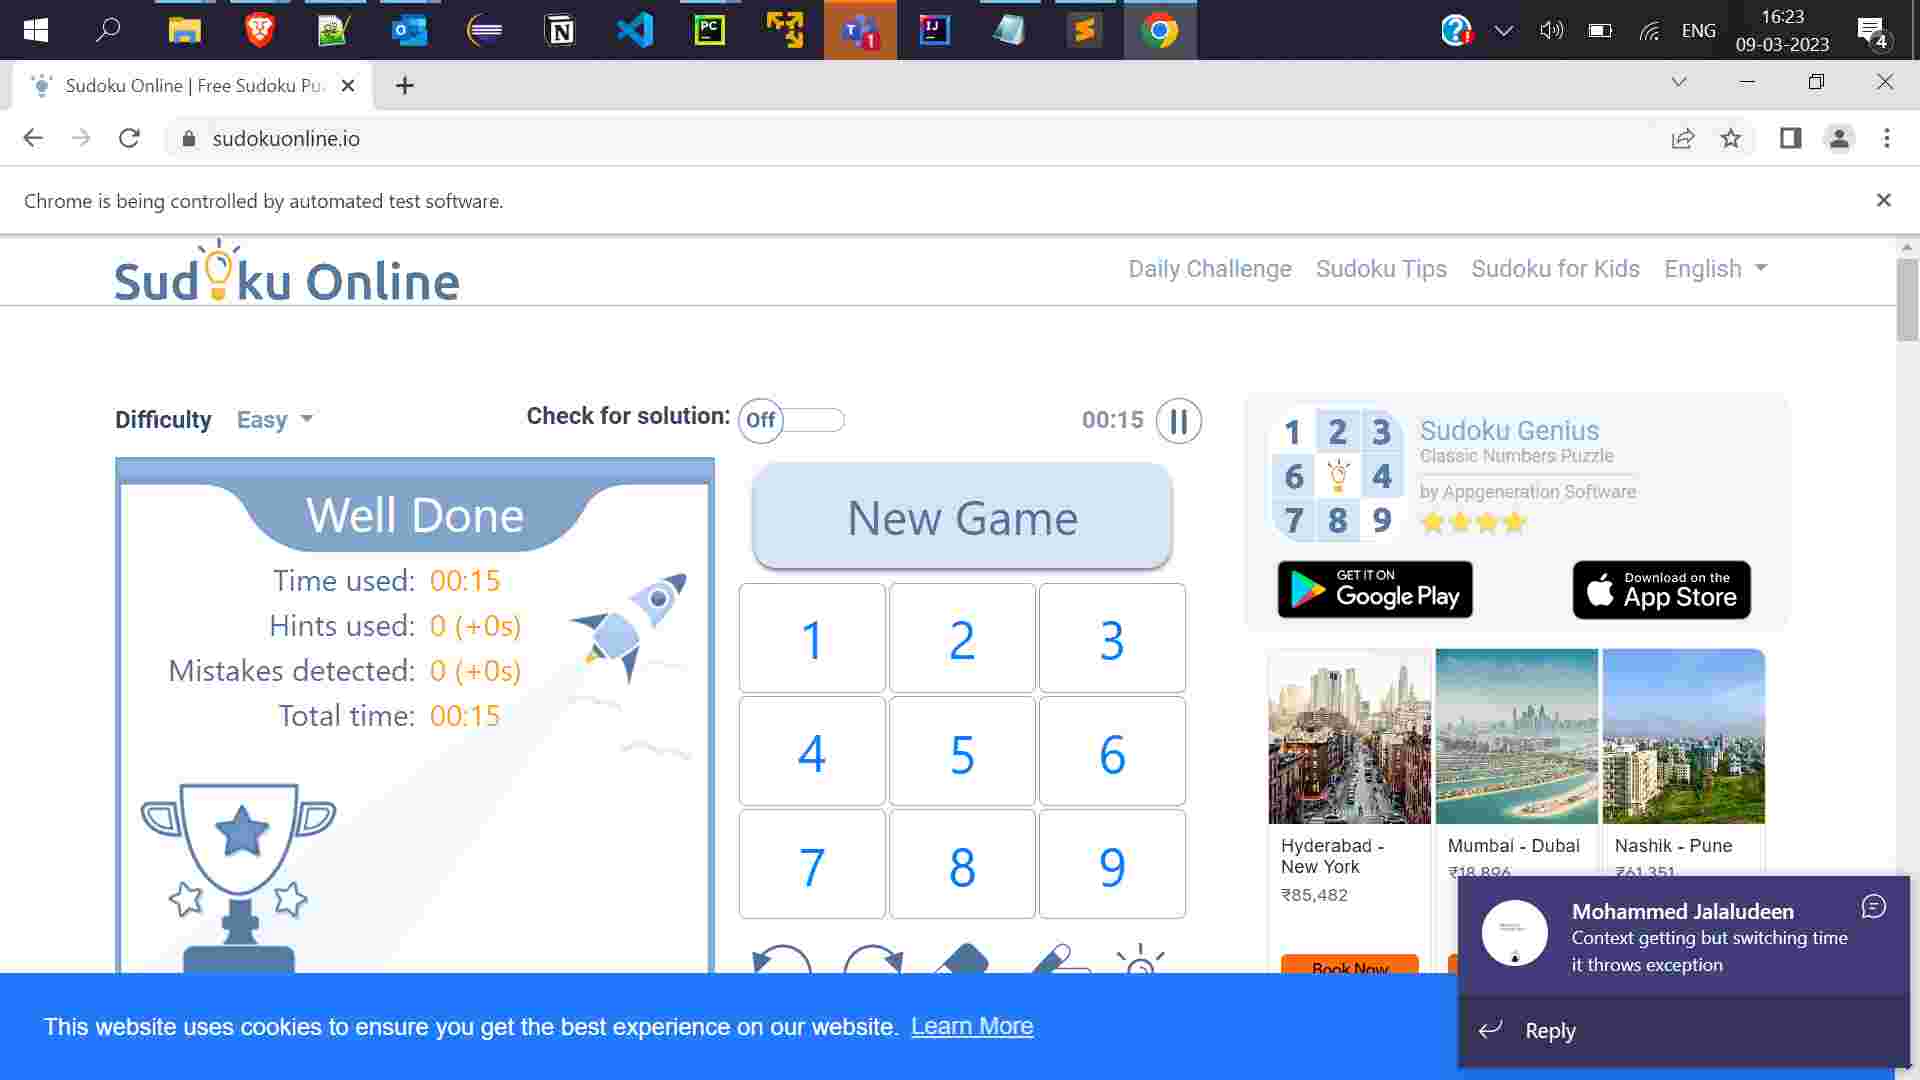 PC
1
IJ
ENG
16:23
09-03-2023
4
Sudoku Online | Free Sudoku Pu
sudokuonline.io
Chrome is being controlled by automated test software.
Sudoku Online
Daily Challenge
Sudoku Tips
Sudoku for Kids
English
Difficulty
Easy
Check for solution:
Off
00:15
Well Done
Time used: 00:15
Hints used: 0 (+0s)
Mistakes detected: 0 (+0s)
Total time: 00:15
New Game
1 2 3
4 5 6
7 8 9
1 2 3
6 4
7 8 9
Sudoku Genius
Classic Numbers Puzzle
by Appgeneration Software
GET IT ON
Google Play
Download on the
App Store
Hyderabad -
New York
₹85,482
Mumbai - Dubai
₹18,896
Nashik - Pune
₹61,351
Book Now
Mohammed Jalaludeen
Context getting but switching time
it throws exception
Reply
This website uses cookies to ensure you get the best experience on our website. Learn More